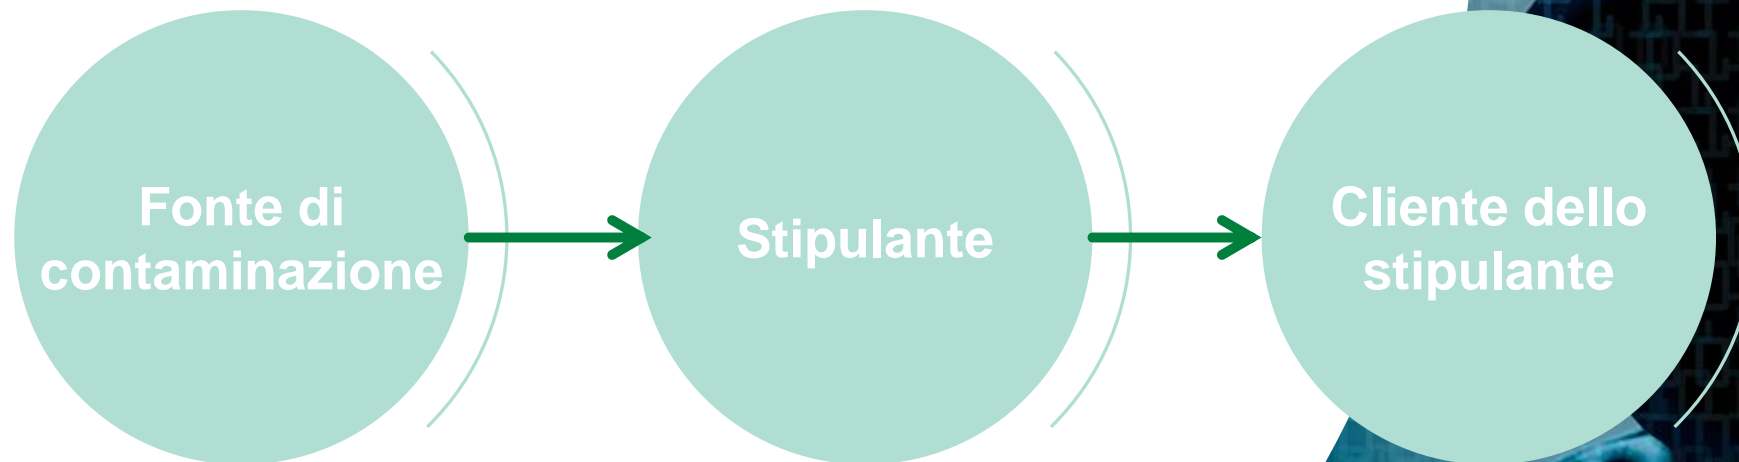 Fonte di
contaminazione
Stipulante
Cliente dello
stipulante